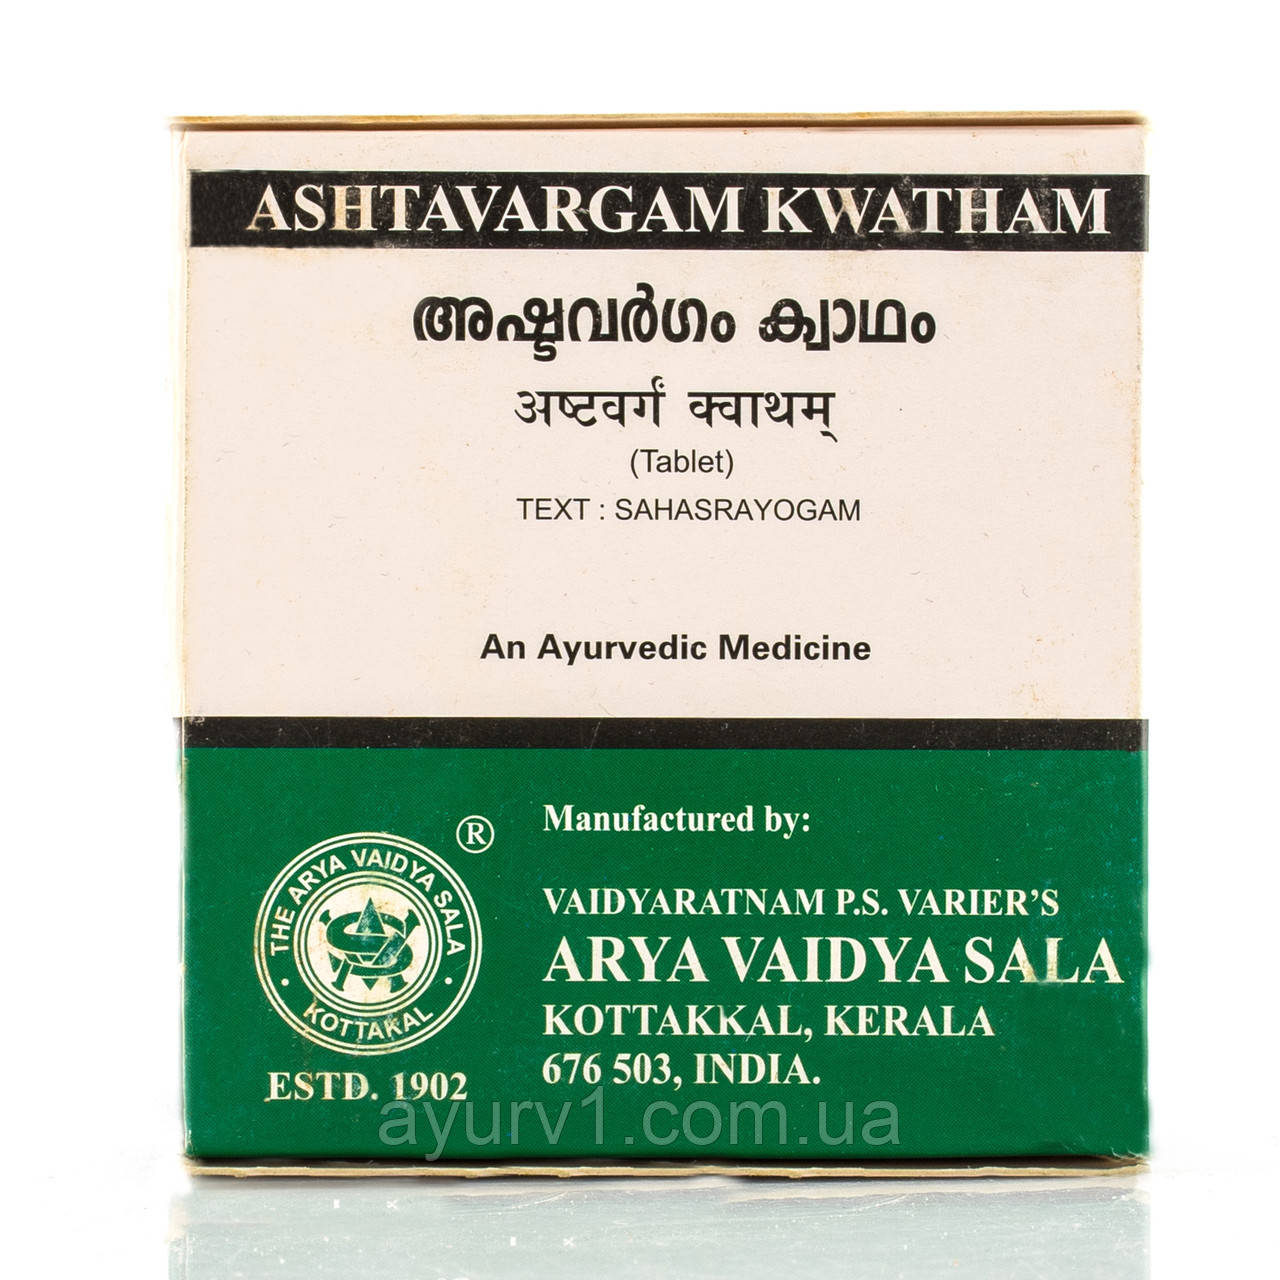 ASHTAVARGAM KWATHAM
അഷ്ടവർഗം ക്വാഥം
अष्टवर्गं क्वाथम्
(Tablet)
TEXT : SAHASRAYOGAM
An Ayurvedic Medicine
Manufactured by:
VAIDYARATNAM P.S. VARIER'S
ARYA VAIDYA SALA
KOTTAKKAL, KERALA
676 503, INDIA.
®
THE ARYA VAIDYA SALA
KOTTAKAL
ESTD. 1902
ayurv1.com.ua